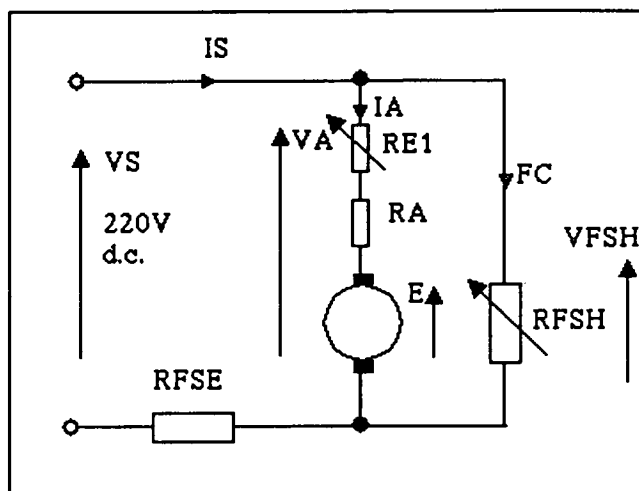 IS
IA
VA
RE1
VS
FC
220V
d.c.
RA
VFSH
E
RFSH
RFSE